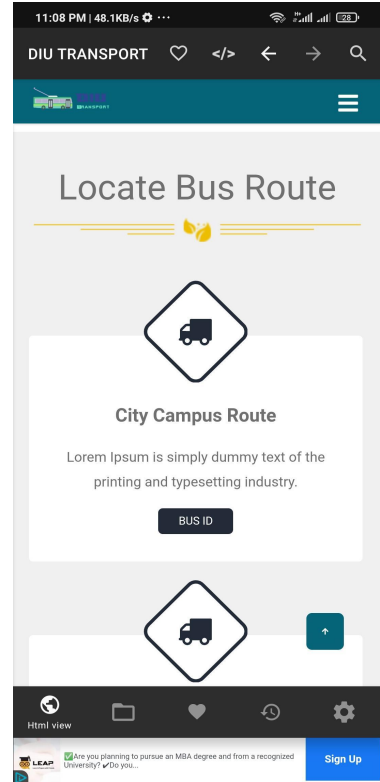 11:08 PM | 48.1KB/s
28
DIU TRANSPORT
</>
TRANSPORT
Locate Bus Route
City Campus Route
Lorem Ipsum is simply dummy text of the
printing and typesetting industry.
BUS ID
Html view
LEAP
✅Are you planning to pursue an MBA degree and from a recognized
University? ✔Do you...
Sign Up